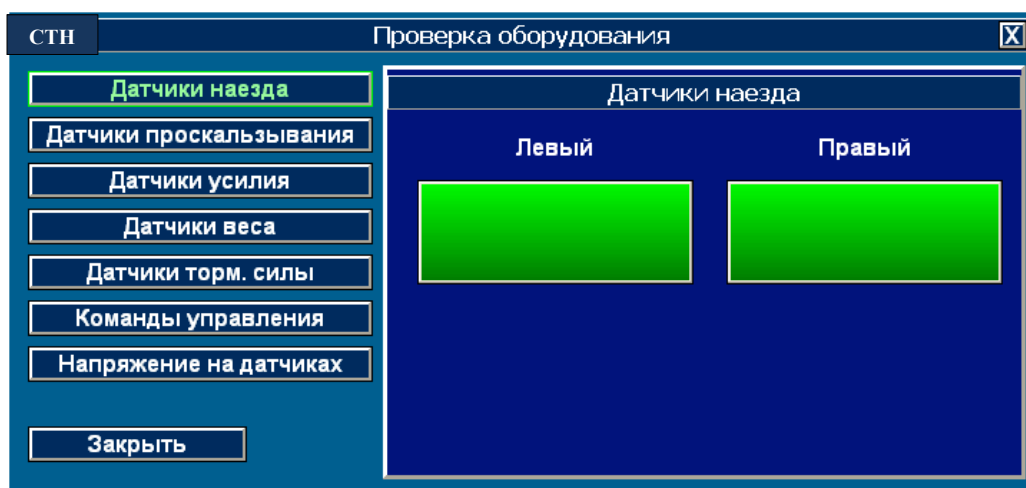 СТН
Проверка оборудования
X
Датчики наезда
Датчики проскальзывания
Датчики усилия
Датчики веса
Датчики торм. силы
Команды управления
Напряжение на датчиках
Закрыть
Датчики наезда
Левый
Правый